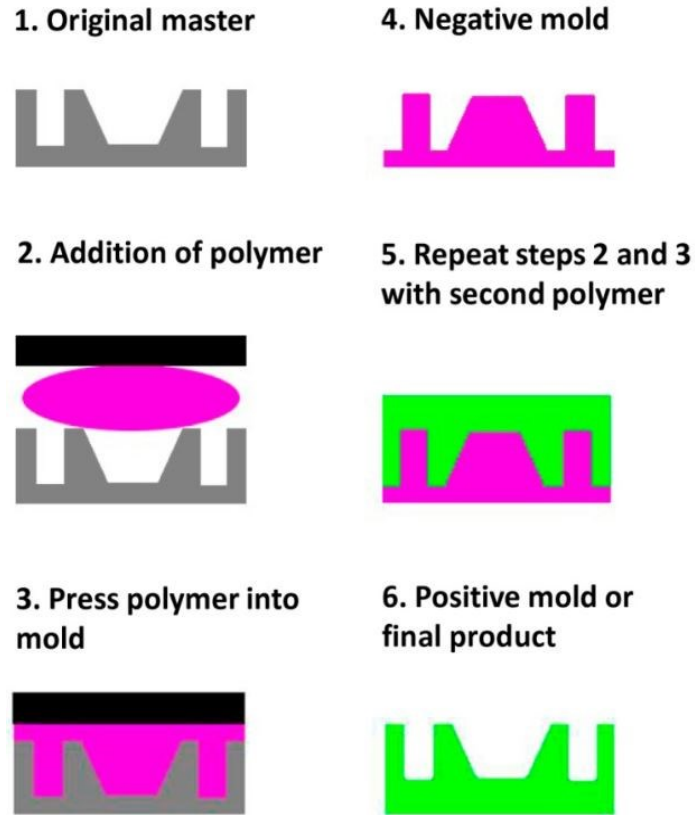 1. Original master
2. Addition of polymer
3. Press polymer into
mold
4. Negative mold
5. Repeat steps 2 and 3
with second polymer
6. Positive mold or
final product